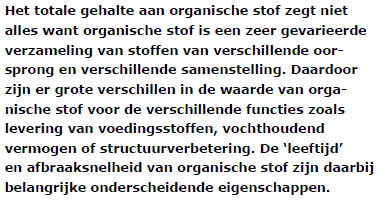 Het totale gehalte aan organische stof zegt niet
alles want organische stof is een zeer gevarieerde
verzameling van stoffen van verschillende oor-
sprong en verschillende samenstelling. Daardoor
zijn er grote verschillen in de waarde van orga-
nische stof voor de verschillende functies zoals
levering van voedingsstoffen, vochthoudend
vermogen of structuurverbetering. De ‘leeftijd’
en afbraaksnelheid van organische stof zijn daarbij
belangrijke onderscheidende eigenschappen.